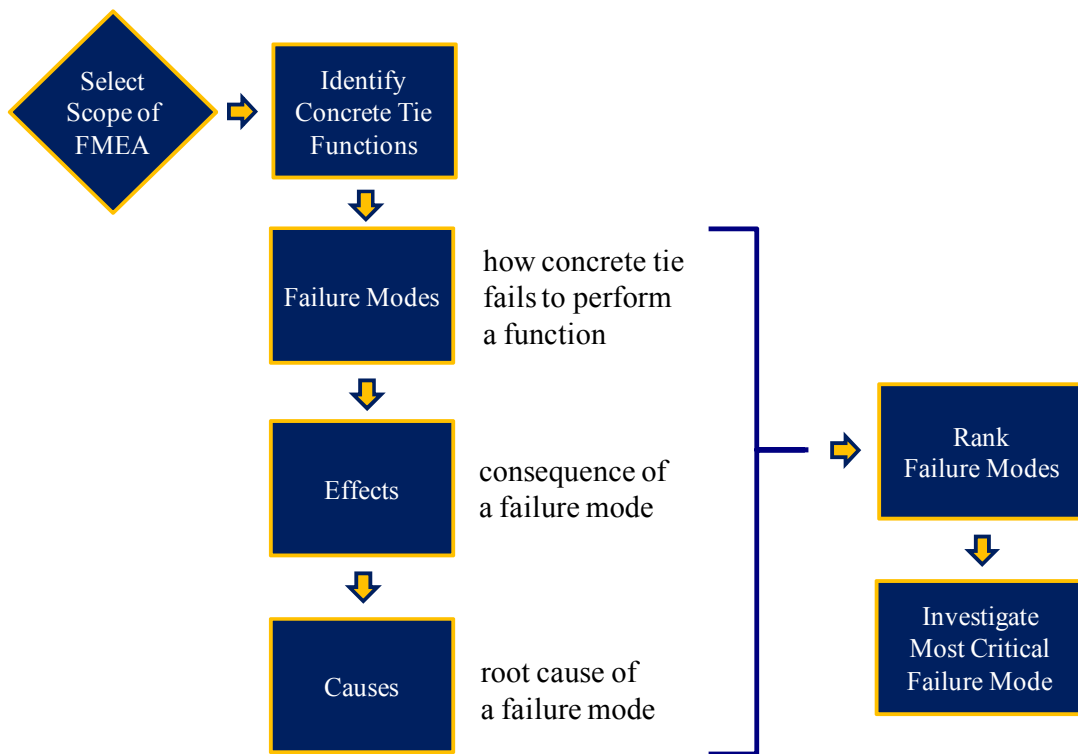 Select
Scope of
FMEA
Identify
Concrete Tie
Functions
Failure Modes
how concrete tie
fails to perform
a function
Effects
consequence of
a failure mode
Causes
root cause of
a failure mode
Rank
Failure Modes
Investigate
Most Critical
Failure Mode